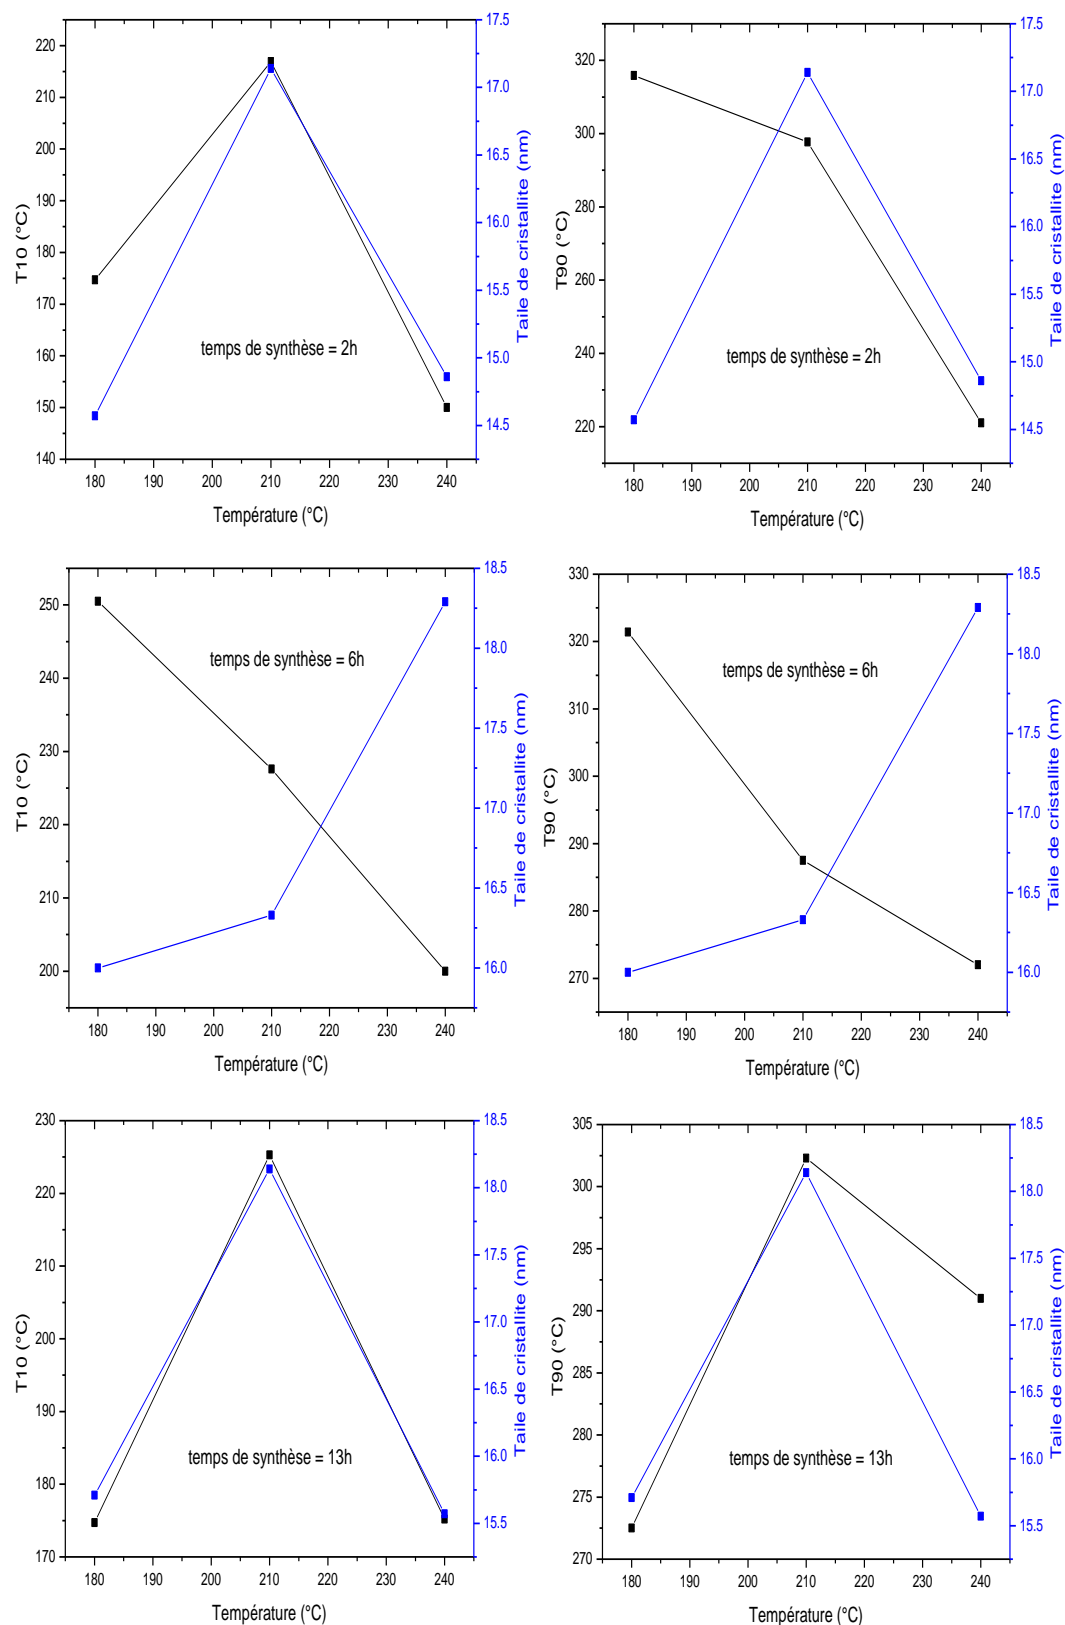 T10 (°C)
220
210
200
190
180
170
160
150
140
17.5
17.0
16.5
16.0
15.5
15.0
14.5
Taile de cristallite (nm)
temps de synthèse = 2h
180 190 200 210 220 230 240
Température (°C)
T90 (°C)
320
300
280
260
240
220
17.5
17.0
16.5
16.0
15.5
15.0
14.5
Taile de cristallite (nm)
temps de synthèse = 2h
180 190 200 210 220 230 240
Température (°C)
T10 (°C)
250
240
230
220
210
200
18.5
18.0
17.5
17.0
16.5
16.0
Taile de cristallite (nm)
temps de synthèse = 6h
180 190 200 210 220 230 240
Température (°C)
T90 (°C)
330
320
310
300
290
280
270
18.5
18.0
17.5
17.0
16.5
16.0
Taile de cristallite (nm)
temps de synthèse = 6h
180 190 200 210 220 230 240
Température (°C)
T10 (°C)
230
220
210
200
190
180
170
18.5
18.0
17.5
17.0
16.5
16.0
15.5
Taile de cristallite (nm)
temps de synthèse = 13h
180 190 200 210 220 230 240
Température (°C)
T90 (°C)
305
300
295
290
285
280
275
270
18.5
18.0
17.5
17.0
16.5
16.0
15.5
Taile de cristallite (nm)
temps de synthèse = 13h
180 190 200 210 220 230 240
Température (°C)